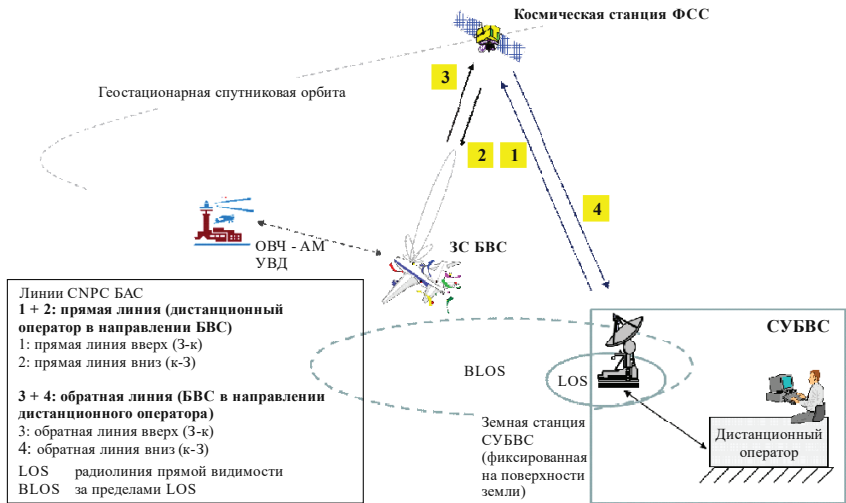 Космическая станция ФСС
3
Геостационарная спутниковая орбита
2
1
4
ОВЧ - АМ
УВД
ЗС БВС
Линии CNPC БАС
1 + 2: прямая линия (дистанционный
оператор в направлении БВС)
1: прямая линия вверх (З-к)
2: прямая линия вниз (к-З)
3 + 4: обратная линия (БВС в направлении
дистанционного оператора)
3: обратная линия вверх (З-к)
4: обратная линия вниз (к-З)
LOS радиолиния прямой видимости
BLOS за пределами LOS
BLOS
LOS
СУБВС
Земная станция
СУБВС
(фиксированная
на поверхности
земли)
Дистанционный
оператор